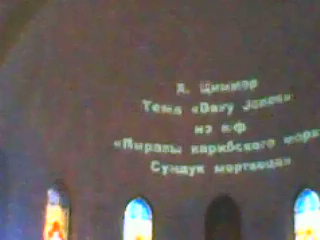 Х. Циммер
Тема «Davy Jones»
из к/ф
«Пираты карибского моря
Сундук мертвеца»